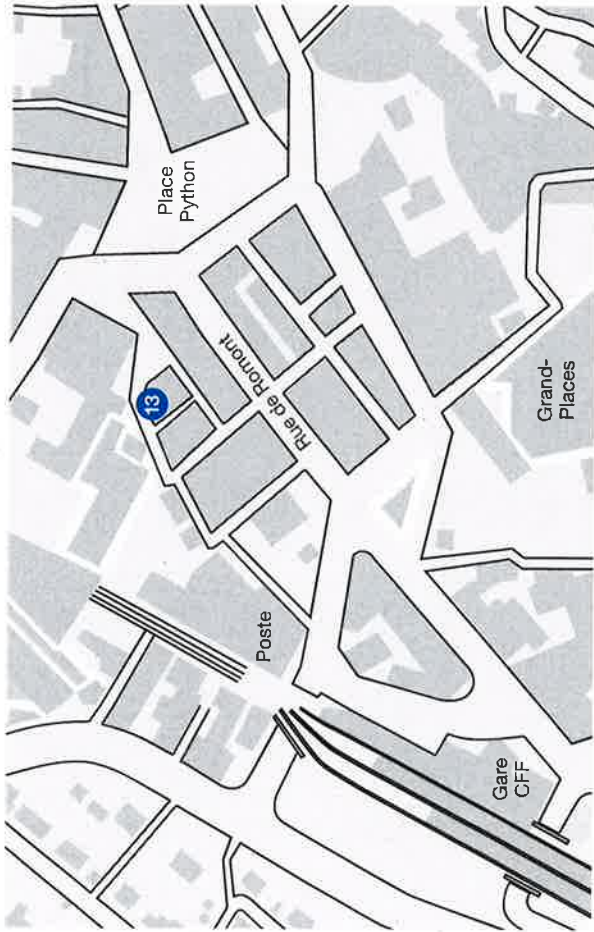 Place
Python
13
Rue de Romont
Grand-
Places
Poste
Gare
CFF